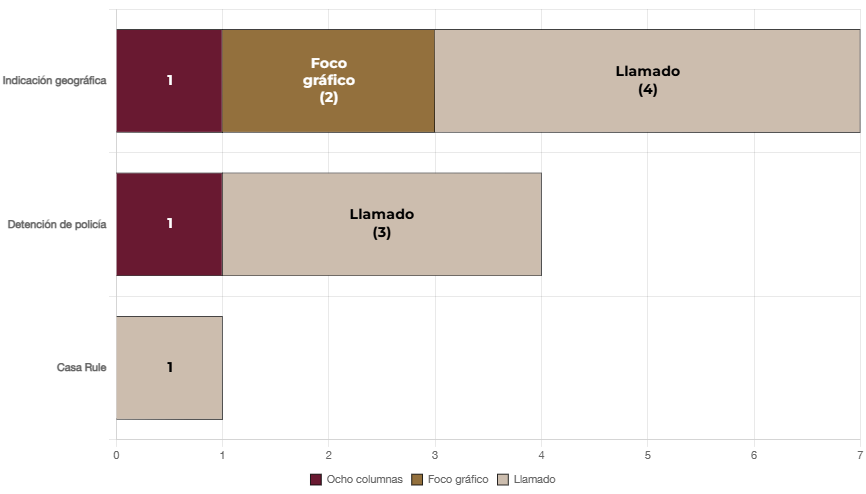 Indicación geográfica
1
Foco
gráfico
(2)
Llamado
(4)
Detención de policía
1
Llamado
(3)
Casa Rule
1
0 1 2 3 4 5 6 7
Ocho columnas Foco gráfico Llamado